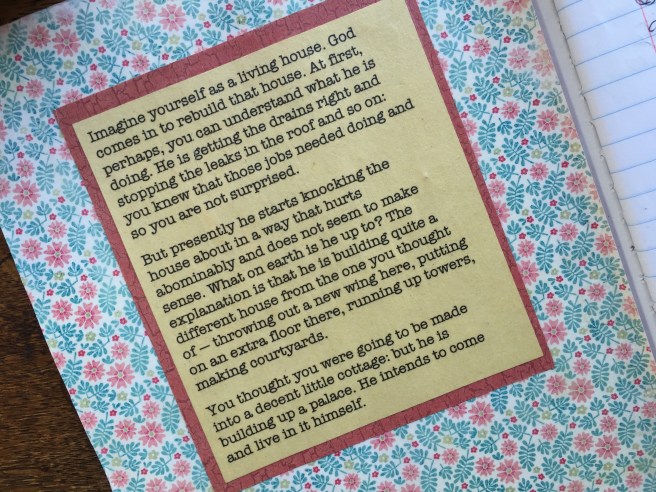 Imagine yourself as a living house. God
comes in to rebuild that house. At first,
perhaps, you can understand what he is
doing. He is getting the drains right and
stopping the leaks in the roof and so on:
you knew that those jobs needed doing and
so you are not surprised.
But presently he starts knocking the
house about in a way that hurts
abominably and does not seem to make
sense. What on earth is he up to? The
explanation is that he is building quite a
different house from the one you thought
of — throwing out a new wing here, putting
on an extra floor there, running up towers,
making courtyards.
You thought you were going to be made
into a decent little cottage: but he is
building up a palace. He intends to come
and live in it himself.